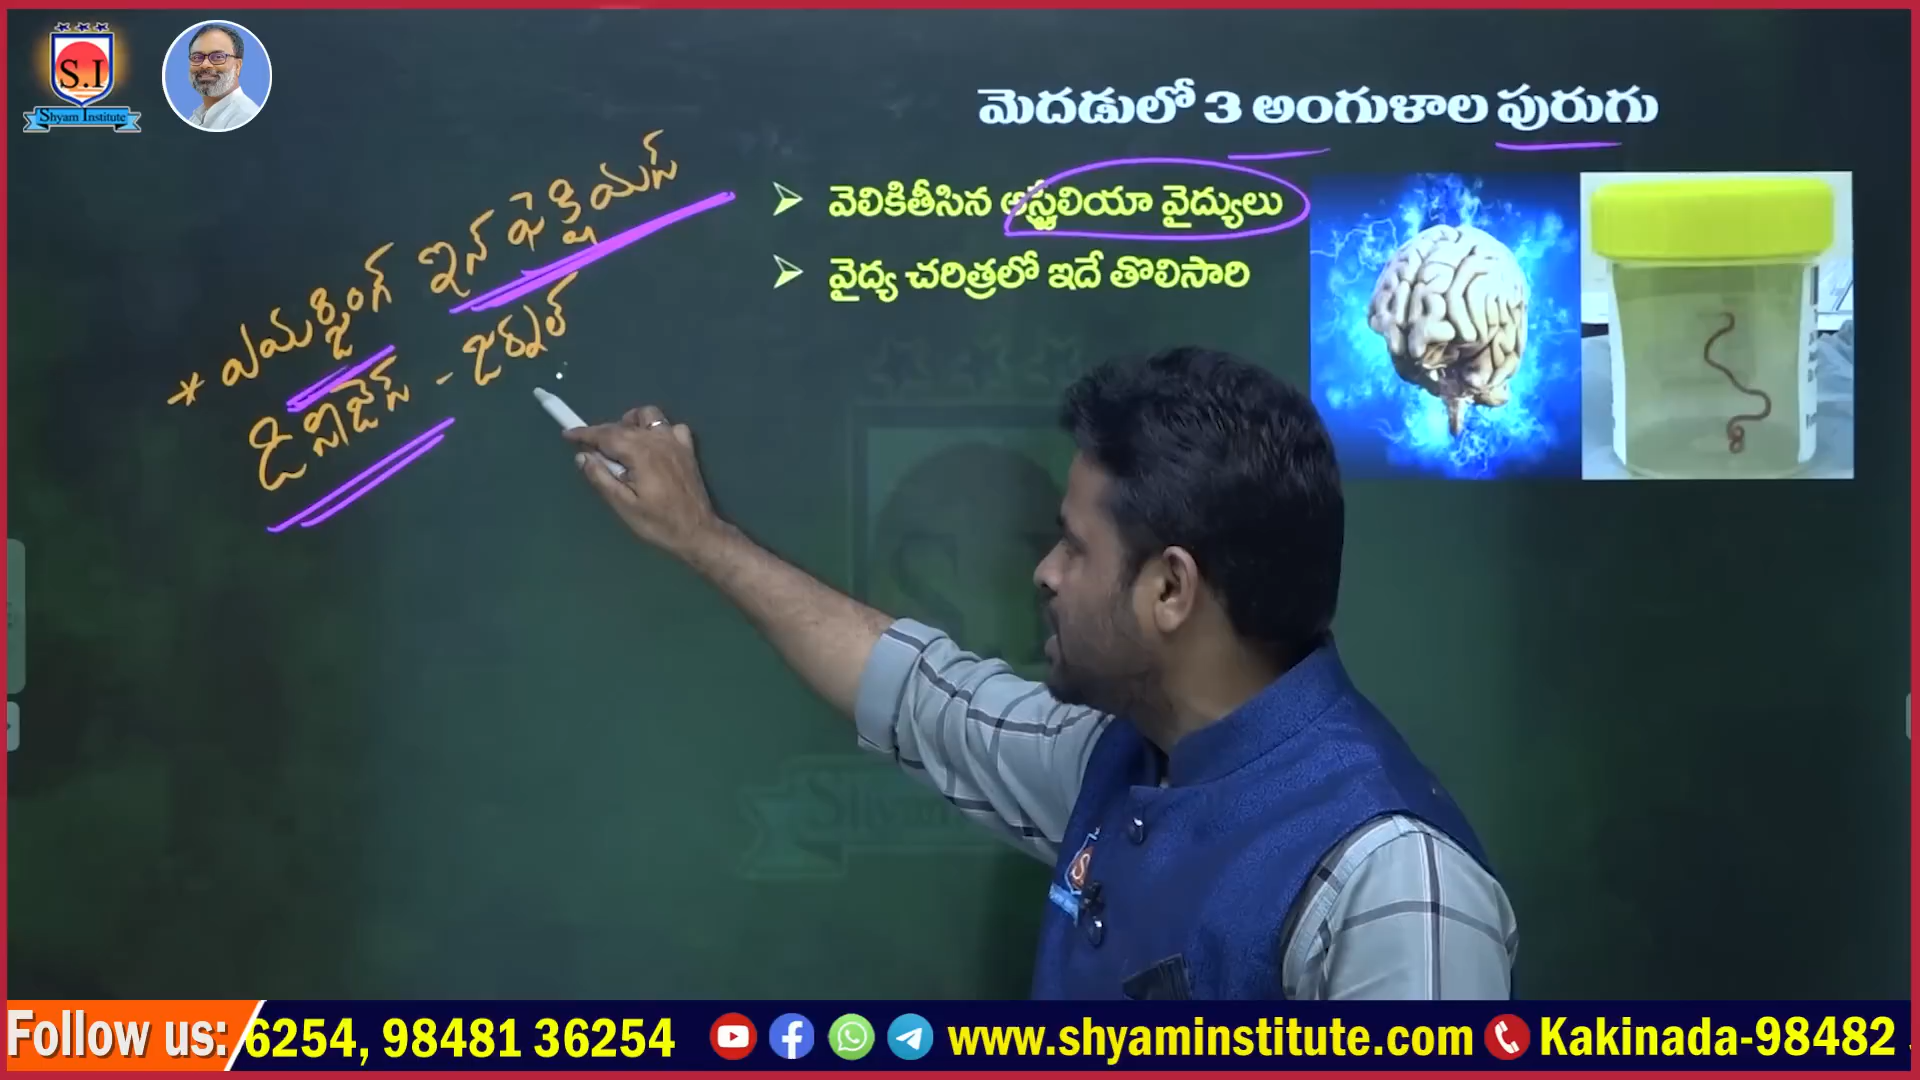 S.I
Shyam Institute
మెదడులో 3 అంగుళాల పురుగు
➢ వెలికితీసిన ఆస్ట్రేలియా వైద్యులు
➢ వైద్య చరిత్రలో ఇదే తొలిసారి
* ఎమర్జింగ్ ఇన్ ఫెక్షియస్
డిసీజెస్ - జర్నల్
Follow us: 6254, 98481 36254 www.shyaminstitute.com Kakinada-98482